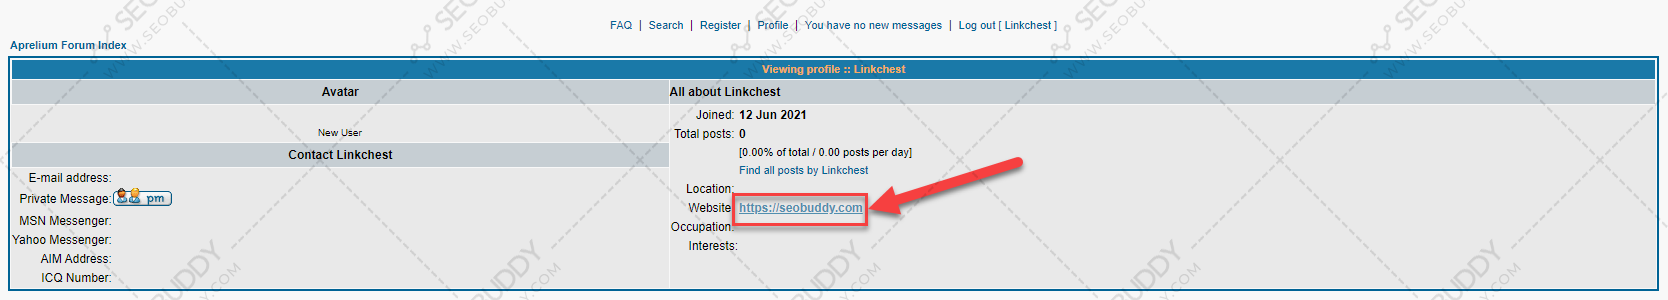 FAQ | Search | Register | Profile | You have no new messages | Log out [ Linkchest ]
Aprelium Forum Index
Viewing profile :: Linkchest
Avatar
New User
Contact Linkchest
E-mail address:
Private Message: pm
MSN Messenger:
Yahoo Messenger:
AIM Address:
ICQ Number:
All about Linkchest
Joined: 12 Jun 2021
Total posts: 0
[0.00% of total / 0.00 posts per day]
Find all posts by Linkchest
Location:
Website: https://seobuddy.com
Occupation:
Interests: